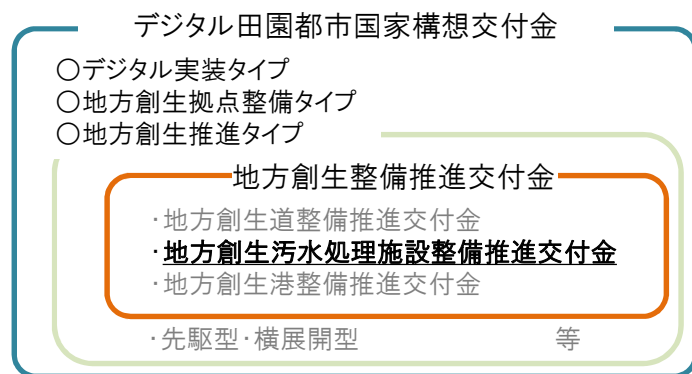 デジタル田園都市国家構想交付金
○デジタル実装タイプ
○地方創生拠点整備タイプ
○地方創生推進タイプ
地方創生整備推進交付金
・地方創生道整備推進交付金
・地方創生汚水処理施設整備推進交付金
・地方創生港整備推進交付金
・先駆型・横展開型　　　　　　　等